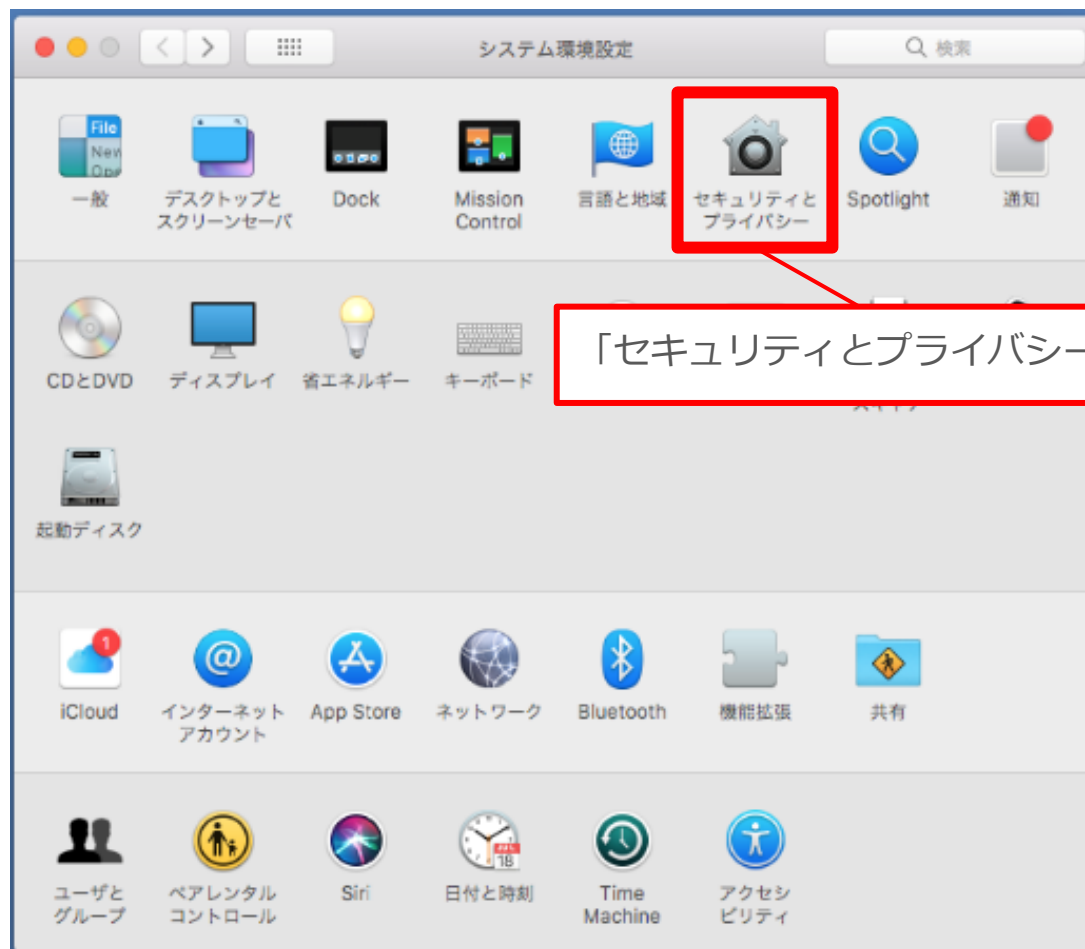 システム環境設定
検索
File
New
Ope
一般
デスクトップと
スクリーンセーバ
Dock
Mission
Control
言語と地域
セキュリティと
プライバシー
Spotlight
通知
「セキュリティとプライバシー
CDとDVD
ディスプレイ
省エネルギー
キーボード
起動ディスク
1
iCloud
インターネット
アカウント
App Store
ネットワーク
Bluetooth
機能拡張
共有
JUL
18
ユーザと
グループ
ペアレンタル
コントロール
Siri
日付と時刻
Time
Machine
アクセシ
ビリティ